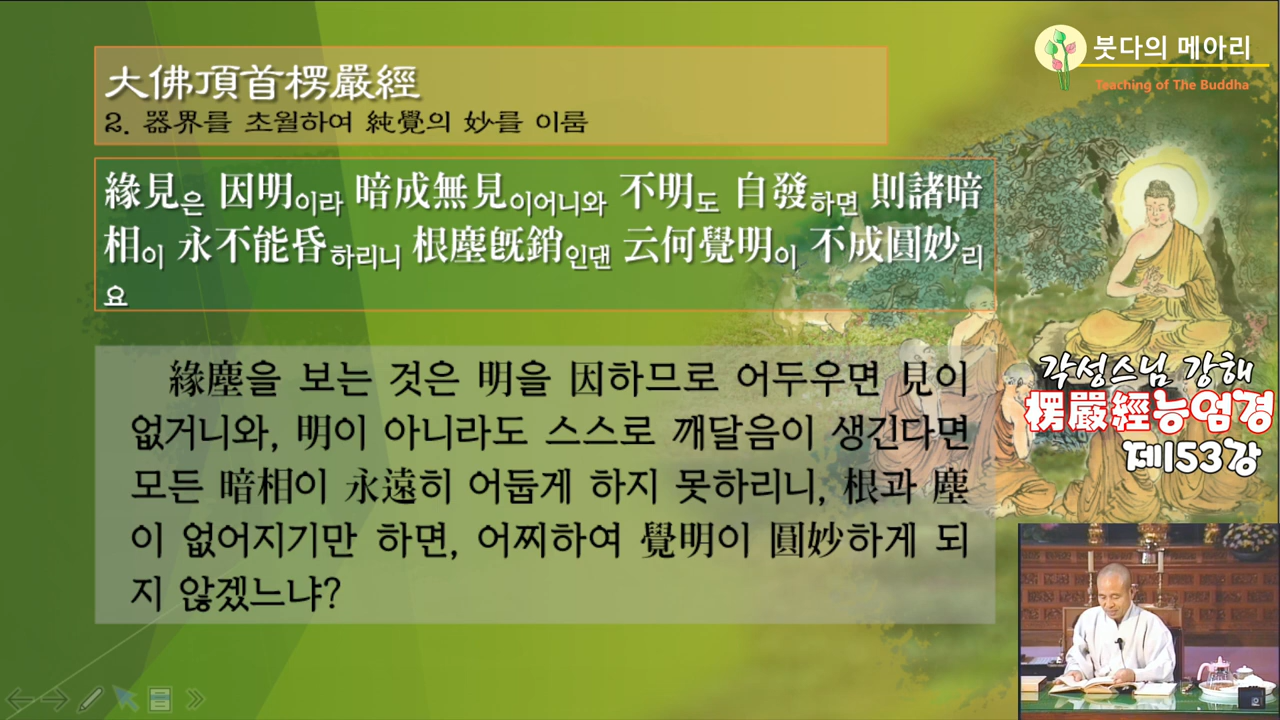 大佛頂首楞嚴經
2. 器界를 초월하여 純覺의 妙를 이룸
緣見은 因明이라 暗成無見이어니와 不明도 自發하면 則諸暗
相이 永不能昏하리니 根塵旣銷인댄 云何覺明이 不成圓妙리
요
緣塵을 보는 것은 明을 因하므로 어두우면 見이
없거니와, 明이 아니라도 스스로 깨달음이 생긴다면
모든 暗相이 永遠히 어둡게 하지 못하리니, 根과 塵
이 없어지기만 하면, 어찌하여 覺明이 圓妙하게 되
지 않겠느냐?
붓다의 메아리
Teaching of The Buddha
각성스님 강해
楞嚴經능엄경
제153강